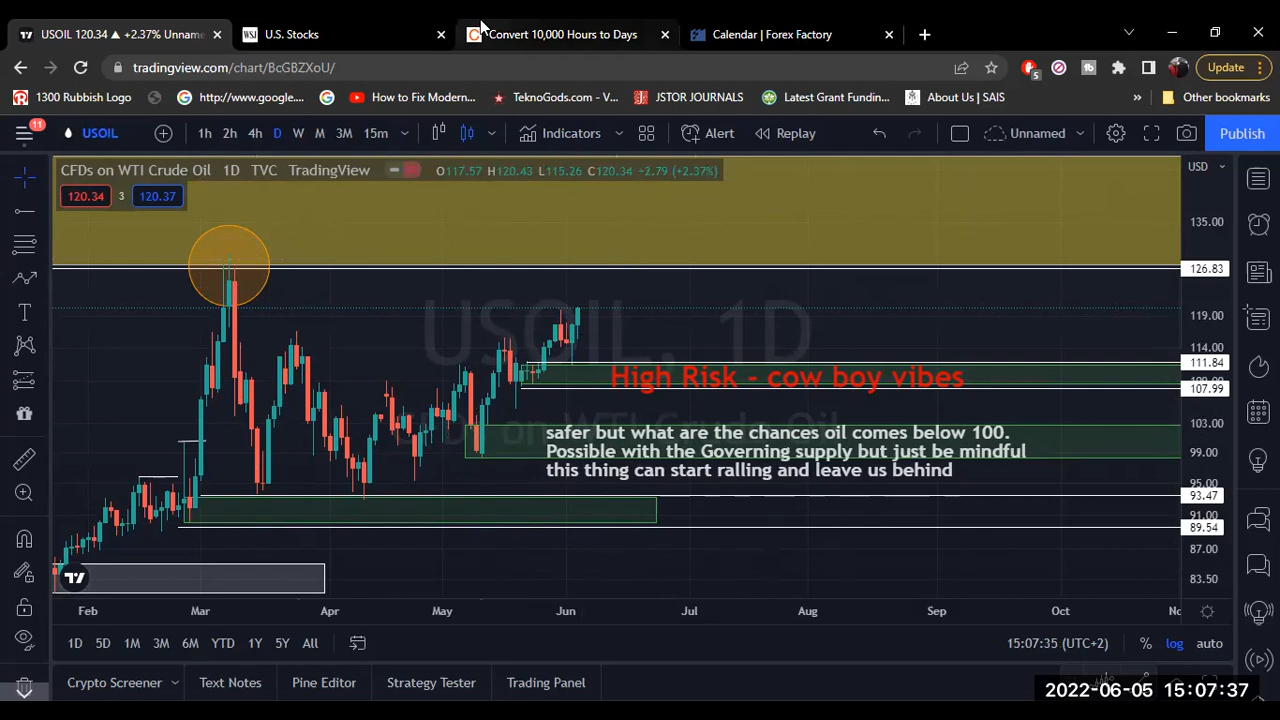 USOIL 120.34 ▲ +2.37% Unname
U.S. Stocks
Convert 10,000 Hours to Days
Calendar | Forex Factory
tradingview.com/chart/BcGBZXoU/
5
Update
1300 Rubbish Logo
http://www.google....
How to Fix Modern...
TeknoGods.com - V...
JSTOR JOURNALS
Latest Grant Funding...
About Us | SAIS
»
Other bookmarks
11
USOIL
1h 2h 4h D W M 3M 15m
Indicators
Alert
Replay
Unnamed
Publish
CFDs on WTI Crude Oil 1D TVC TradingView
O117.57 H120.43 L115.26 C120.34 +2.79 (+2.37%)
USD
120.34 3 120.37
135.00
126.83
119.00
114.00
111.84
107.99
103.00
99.00
95.00
93.47
91.00
89.54
87.00
83.50
USOIL, 1D
CFDs on WTI Crude Oil
High Risk - cow boy vibes
safer but what are the chances oil comes below 100.
Possible with the Governing supply but just be mindful
this thing can start ralling and leave us behind
Feb Mar Apr May Jun Jul Aug Sep Oct
1D 5D 1M 3M 6M YTD 1Y 5Y All
15:07:35 (UTC+2)
% log auto
Crypto Screener
Text Notes
Pine Editor
Strategy Tester
Trading Panel
2022-06-05 15:07:37